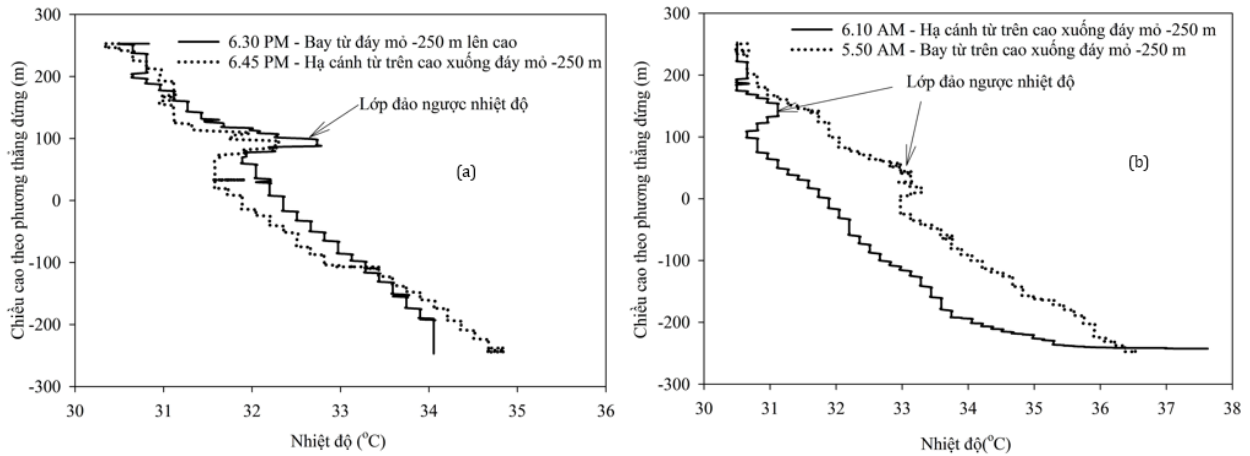 6.30 PM - Bay từ đáy mỏ -250 m lên cao
6.45 PM - Hạ cánh từ trên cao xuống đáy mỏ -250 m
Lớp đảo ngược nhiệt độ
(a)
Chiều cao theo phương thẳng đứng (m)
300
200
100
0
-100
-200
-300
30
31
32
33
34
35
36
Nhiệt độ (°C)
6.10 AM - Hạ cánh từ trên cao xuống đáy mỏ -250 m
5.50 AM - Bay từ trên cao xuống đáy mỏ -250 m
Lớp đảo ngược nhiệt độ
(b)
Chiều cao theo phương thẳng đứng (m)
300
200
100
0
-100
-200
-300
30
31
32
33
34
35
36
37
38
Nhiệt độ(°C)